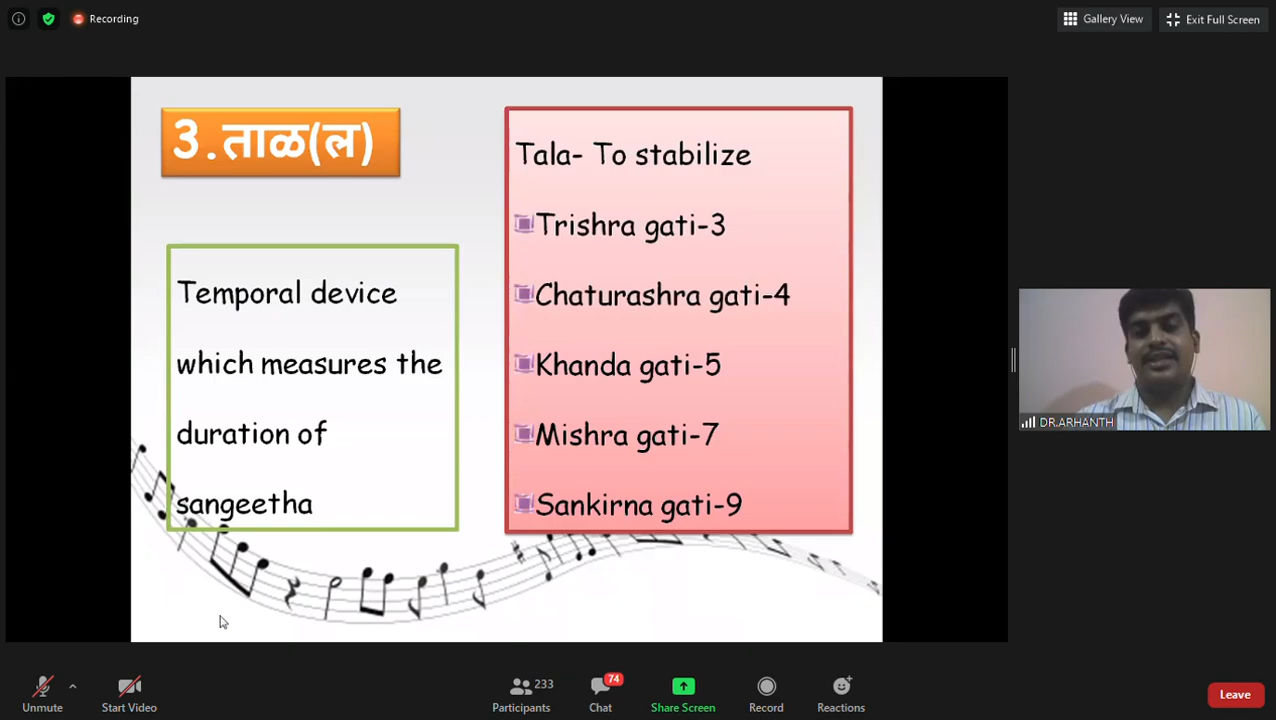 Recording
Gallery View
Exit Full Screen
3.ताळ(ल)
Temporal device
which measures the
duration of
sangeetha
Tala- To stabilize
Trishra gati-3
Chaturashra gati-4
Khanda gati-5
Mishra gati-7
Sankirna gati-9
DR.ARHANTH
Unmute
Start Video
233
Participants
74
Chat
Share Screen
Record
Reactions
Leave